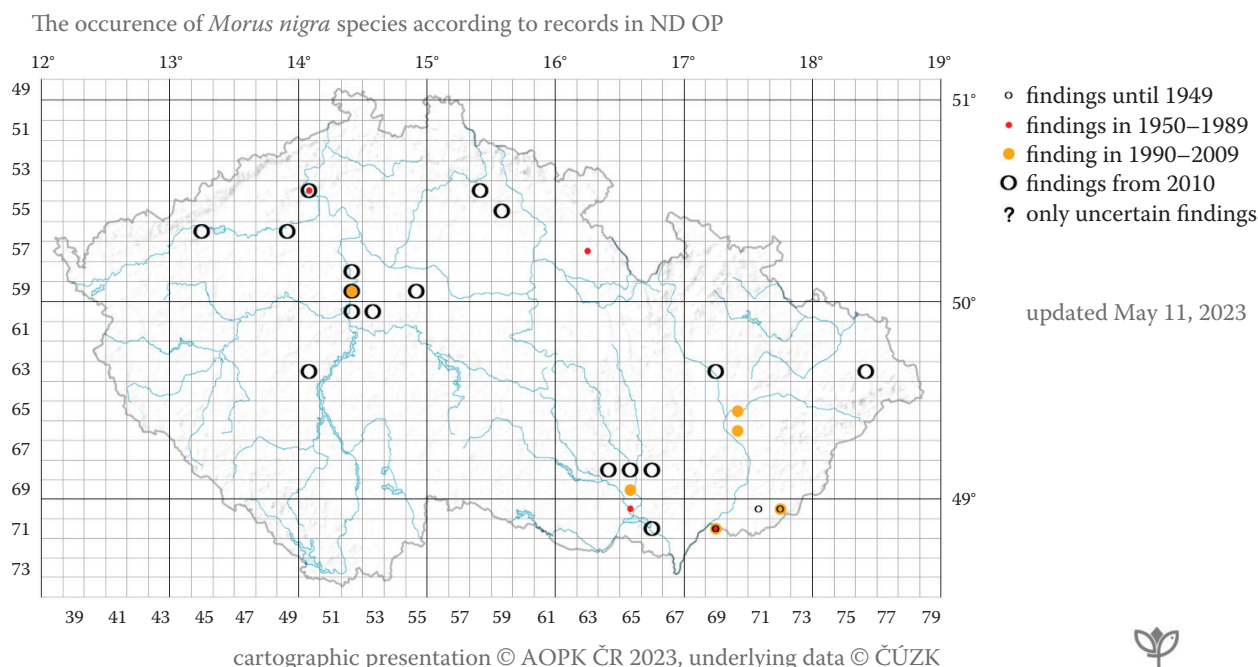 The occurence of Morus nigra species according to records in ND OP
12° 13 14° 15° 16° 17° 18° 19°
49
51
53
55
57
59
61
63
65
67
69
71
73
51°
50°
49°
39 41 43 45 47 49 51 53 55 57 59 61 63 65 67 69 71 73 75 77 79
findings until 1949
findings in 1950–1989
finding in 1990–2009
findings from 2010
? only uncertain findings
updated May 11, 2023
cartographic presentation © AOPK ČR 2023, underlying data © ČÚZK